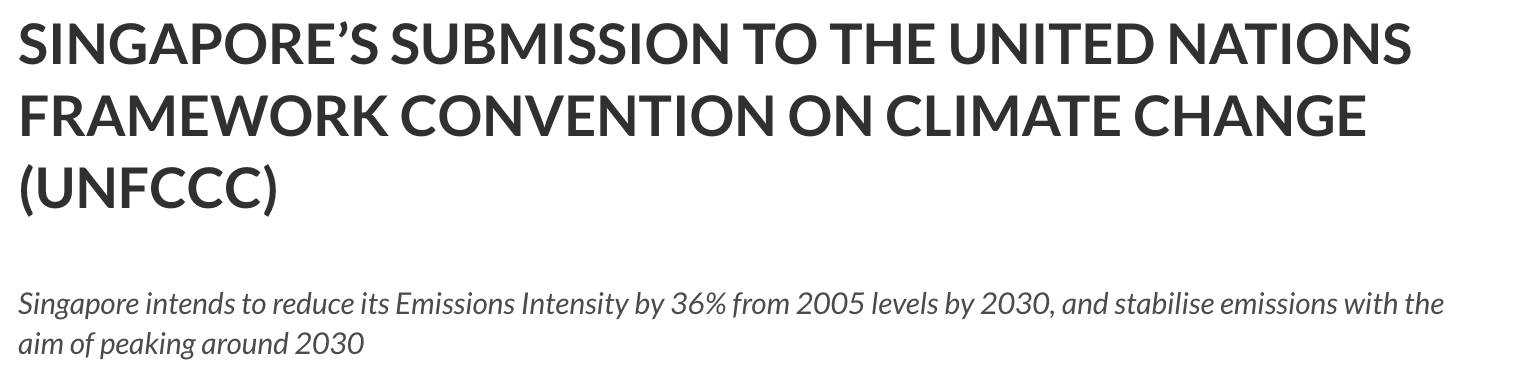 SINGAPORE’S SUBMISSION TO THE UNITED NATIONS
FRAMEWORK CONVENTION ON CLIMATE CHANGE
(UNFCCC)
Singapore intends to reduce its Emissions Intensity by 36% from 2005 levels by 2030, and stabilise emissions with the
aim of peaking around 2030